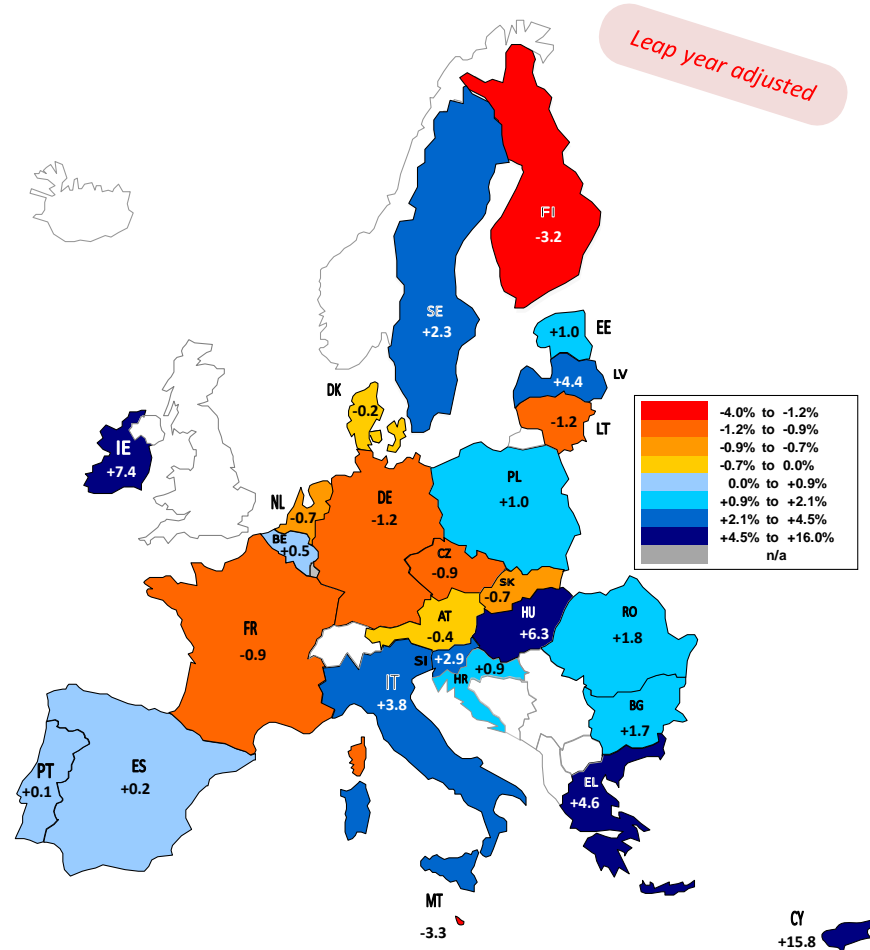 Leap year adjusted
FI
-3.2
SE
+2.3
+1.0
EE
+4.4
LV
DK
-0.2
-1.2
LT
IE
+7.4
-4.0% to -1.2%
-1.2% to -0.9%
-0.9% to -0.7%
-0.7% to 0.0%
0.0% to +0.9%
+0.9% to +2.1%
+2.1% to +4.5%
+4.5% to +16.0%
n/a
NL
-0.7
DE
-1.2
PL
+1.0
BE
+0.5
CZ
-0.9
SK
-0.7
FR
-0.9
AT
-0.4
HU
+6.3
RO
+1.8
SI
+2.9
+0.9
HR
IT
+3.8
BG
+1.7
PT
+0.1
ES
+0.2
EL
+4.6
MT
-3.3
CY
+15.8